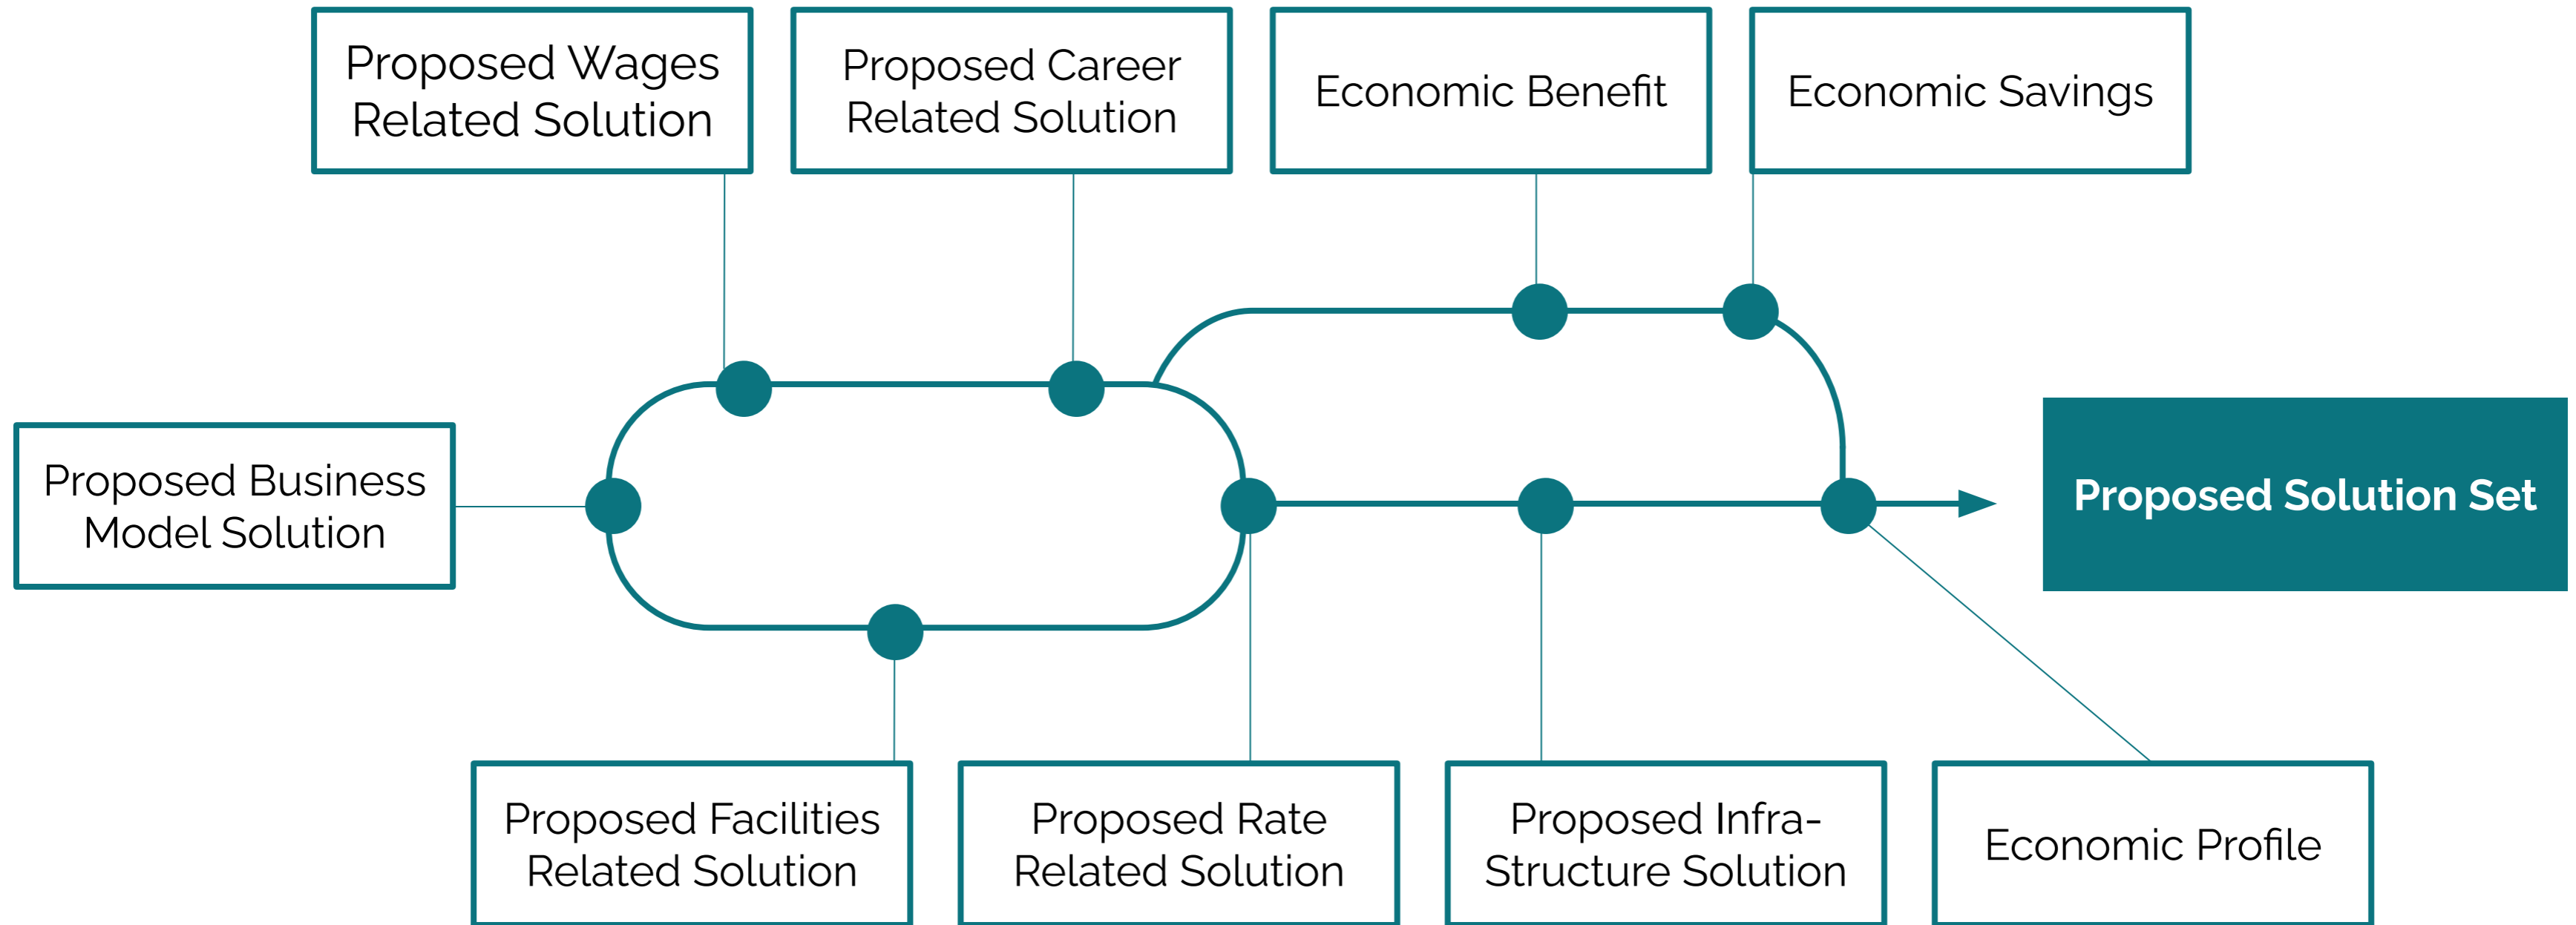 Proposed Wages
Related Solution
Proposed Career
Related Solution
Economic Benefit
Economic Savings
Proposed Business
Model Solution
Proposed Solution Set
Proposed Facilities
Related Solution
Proposed Rate
Related Solution
Proposed Infra-
Structure Solution
Economic Profile